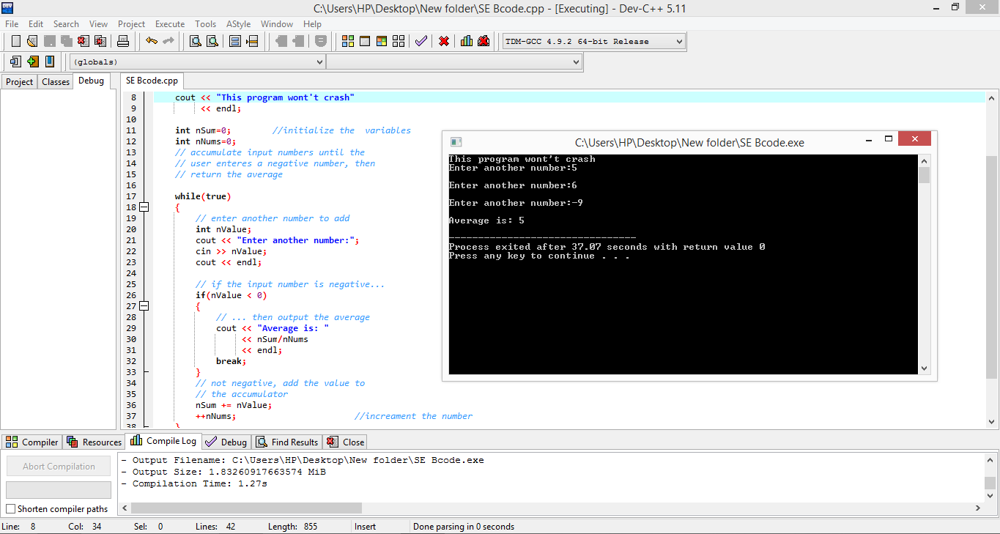 C:\Users\HP\Desktop\New folder\SE Bcode.cpp - [Executing] - Dev-C++ 5.11
File Edit Search View Project Execute Tools AStyle Window Help
TDM-GCC 4.9.2 64-bit Release
(globals)
Project Classes Debug
SE Bcode.cpp
8 cout << "This program wont't crash"
9 << endl;
10
11 int nSum=0; //initialize the variables
12 int nNums=0;
13 // accumulate input numbers until the
14 // user enteres a negative number, then
15 // return the average
16
17 while(true)
18 {
19 // enter another number to add
20 int nValue;
21 cout << "Enter another number:";
22 cin >> nValue;
23 cout << endl;
24
25 // if the input number is negative...
26 if(nValue < 0)
27 {
28 // ... then output the average
29 cout << "Average is: "
30 << nSum/nNums
31 << endl;
32 break;
33 }
34 // not negative, add the value to
35 // the accumulator
36 nSum += nValue;
37 ++nNums; //increament the number
38 }
C:\Users\HP\Desktop\New folder\SE Bcode.exe
This program wont't crash
Enter another number:5
Enter another number:6
Enter another number:-9
Average is: 5
--------------------------------
Process exited after 37.07 seconds with return value 0
Press any key to continue . . .
Compiler Resources Compile Log Debug Find Results Close
Abort Compilation
Shorten compiler paths
- Output Filename: C:\Users\HP\Desktop\New folder\SE Bcode.exe
- Output Size: 1.83260917663574 MiB
- Compilation Time: 1.27s
Line: 8 Col: 34 Sel: 0 Lines: 42 Length: 855 Insert Done parsing in 0 seconds